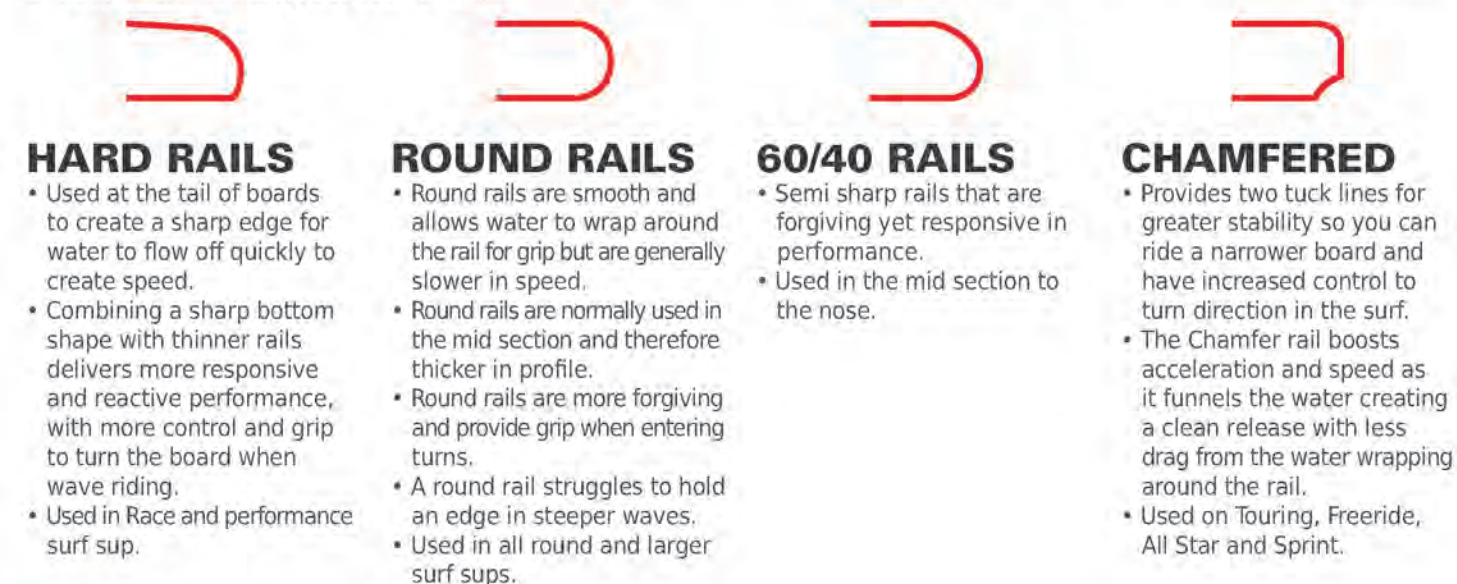 HARD RAILS
• Used at the tail of boards
to create a sharp edge for
water to flow off quickly to
create speed.
• Combining a sharp bottom
shape with thinner rails
delivers more responsive
and reactive performance,
with more control and grip
to turn the board when
wave riding.
• Used in Race and performance
surf sup.
ROUND RAILS
• Round rails are smooth and
allows water to wrap around
the rail for grip but are generally
slower in speed.
• Round rails are normally used in
the mid section and therefore
thicker in profile.
• Round rails are more forgiving
and provide grip when entering
turns.
• A round rail struggles to hold
an edge in steeper waves.
• Used in all round and larger
surf sups.
60/40 RAILS
• Semi sharp rails that are
forgiving yet responsive in
performance.
• Used in the mid section to
the nose.
CHAMFERED
• Provides two tuck lines for
greater stability so you can
ride a narrower board and
have increased control to
turn direction in the surf.
• The Chamfer rail boosts
acceleration and speed as
it funnels the water creating
a clean release with less
drag from the water wrapping
around the rail.
• Used on Touring, Freeride,
All Star and Sprint.